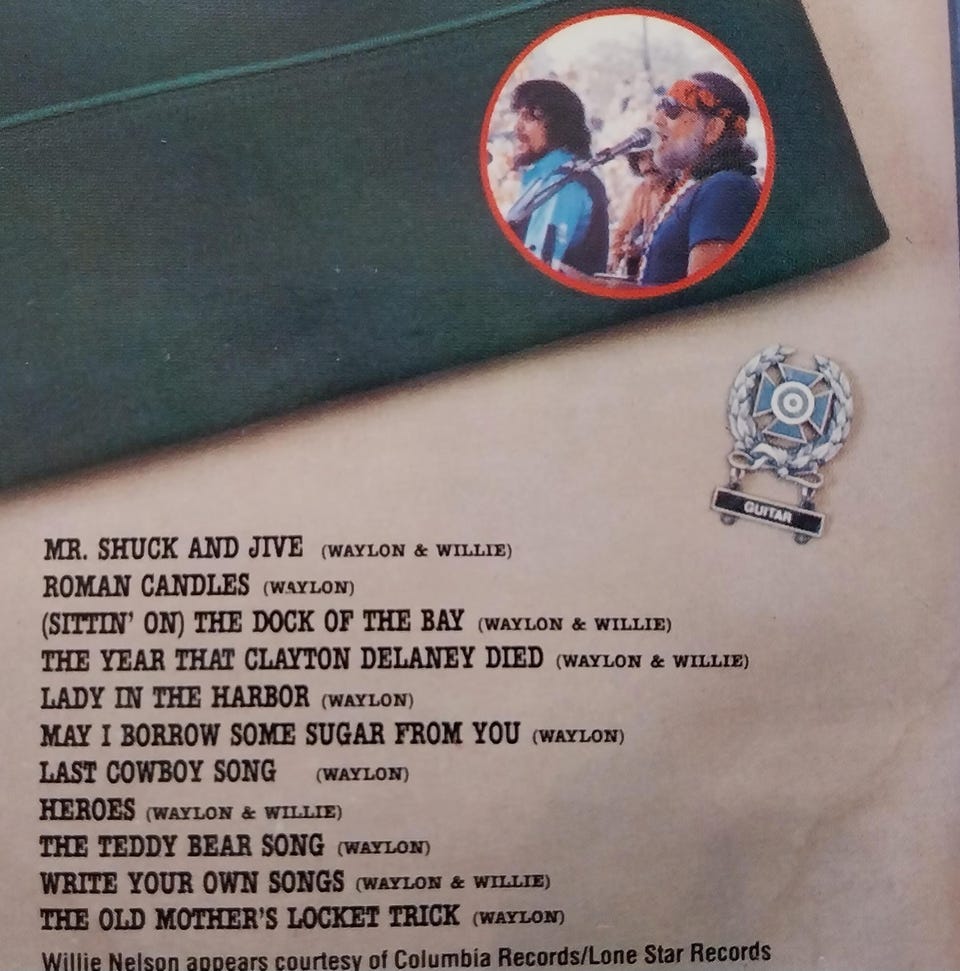 GUITAR
MR. SHUCK AND JIVE (WAYLON & WILLIE)
ROMAN CANDLES (WAYLON)
(SITTIN' ON) THE DOCK OF THE BAY (WAYLON & WILLIE)
THE YEAR THAT CLAYTON DELANEY DIED (WAYLON & WILLIE)
LADY IN THE HARBOR (WAYLON)
MAY I BORROW SOME SUGAR FROM YOU (WAYLON)
LAST COWBOY SONG (WAYLON)
HEROES (WAYLON & WILLIE)
THE TEDDY BEAR SONG (WAYLON)
WRITE YOUR OWN SONGS (WAYLON & WILLIE)
THE OLD MOTHER'S LOCKET TRICK (WAYLON)
Willie Nelson appears courtesy of Columbia Records/Lone Star Records